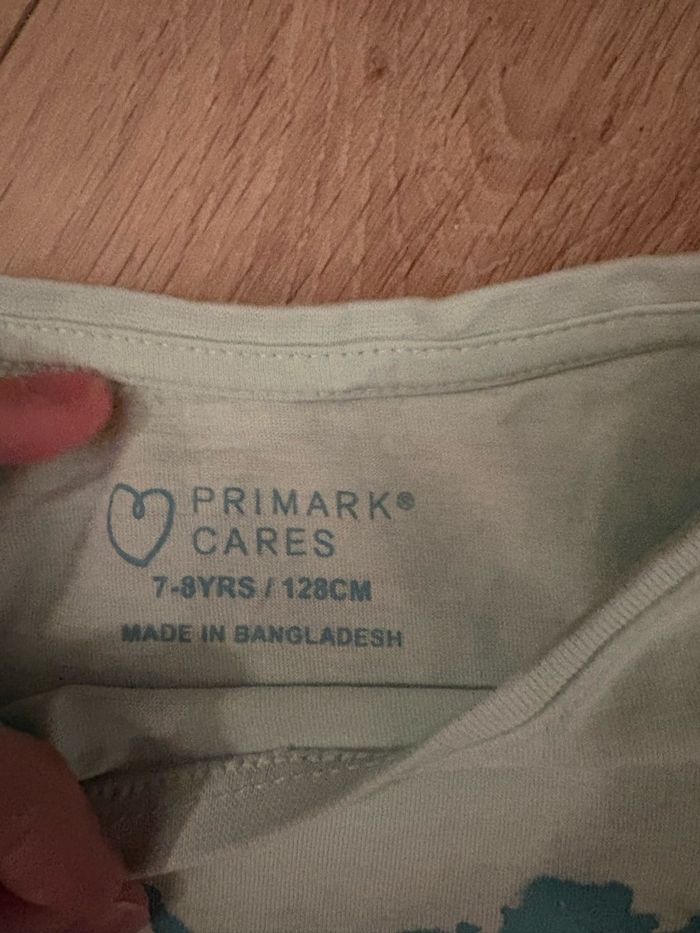 PRIMARK®
CARES
7-8YRS / 128CM
MADE IN BANGLADESH